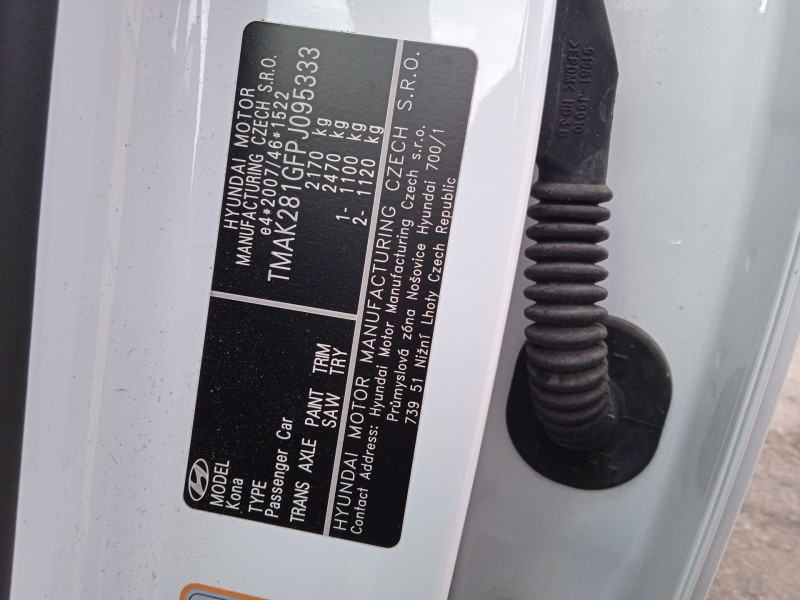 HYUNDAI MOTOR
MANUFACTURING CZECH S.R.O.
e4*2007/46*1522
TMAK281GFPJ095333
2170 kg
2470 kg
1- 1100 kg
2- 1120 kg
MODEL
Kona
TYPE
Passenger Car
TRANS AXLE PAINT TRIM
SAW TRY
HYUNDAI MOTOR MANUFACTURING CZECH S.R.O.
Contact Address: Hyundai Motor Manufacturing Czech s.r.o.
Průmyslová zóna Nošovice Hyundai 700/1
739 51 Nižní Lhoty Czech Republic
>EPDM<